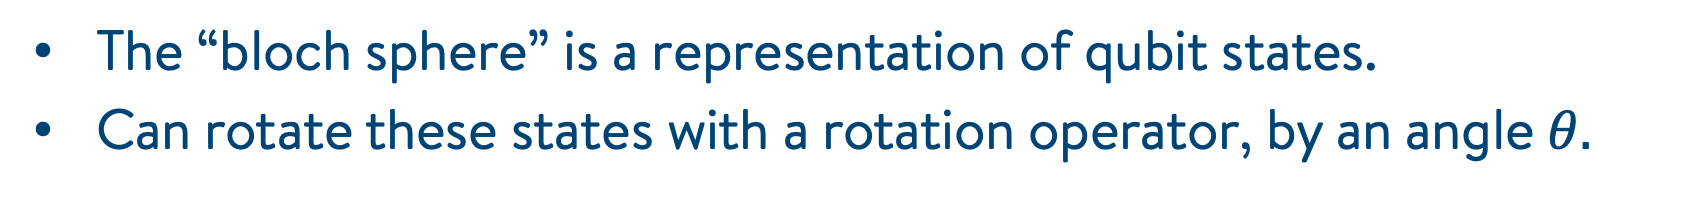 • The “bloch sphere” is a representation of qubit states.
• Can rotate these states with a rotation operator, by an angle θ.